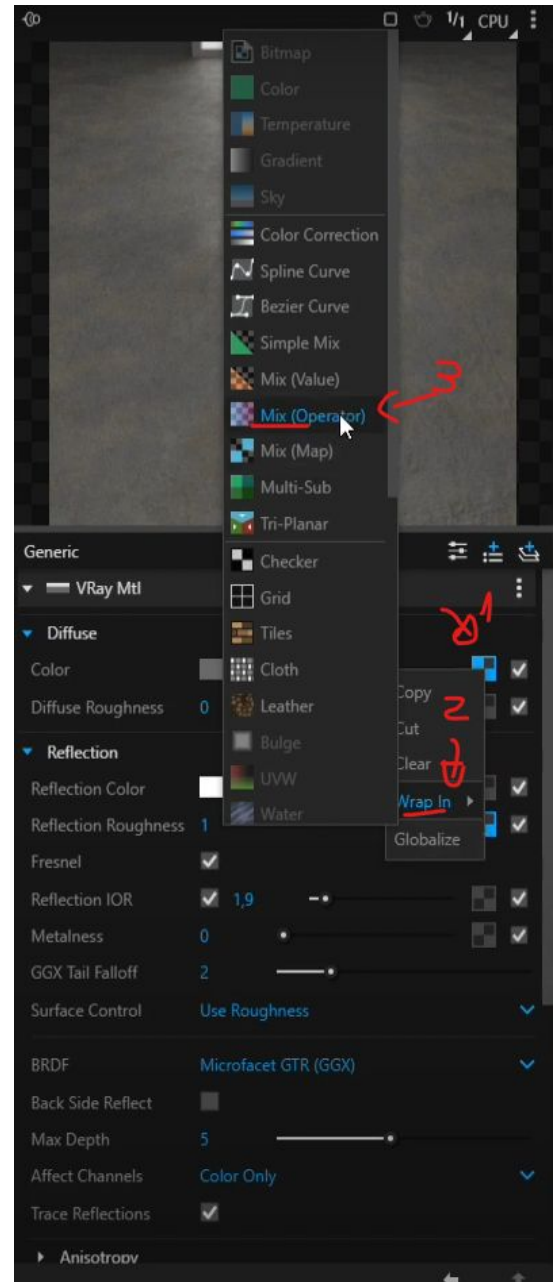 1/1 CPU
Bitmap
Color
Temperature
Gradient
Sky
Color Correction
Spline Curve
Bezier Curve
Simple Mix
Mix (Value)
Mix (Operator)
3
Mix (Map)
Multi-Sub
Tri-Planar
Checker
Grid
Tiles
Cloth
Leather
Bulge
UVW
Water
Generic
VRay Mtl
1
Diffuse
Color
Diffuse Roughness 0
Copy
2
Cut
Clear
Wrap In
Globalize
Reflection
Reflection Color
Reflection Roughness 1
Fresnel
Reflection IOR 1,9
Metalness 0
GGX Tail Falloff 2
Surface Control Use Roughness
BRDF Microfacet GTR (GGX)
Back Side Reflect
Max Depth 5
Affect Channels Color Only
Trace Reflections
Anisotropy